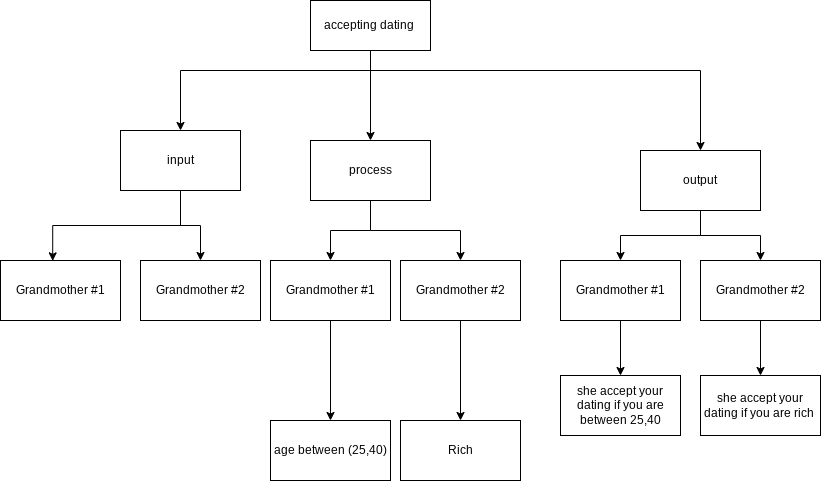 accepting dating
input
process
output
Grandmother #1
Grandmother #2
Grandmother #1
Grandmother #2
Grandmother #1
Grandmother #2
she accept your
dating if you are
between 25,40
she accept your
dating if you are rich
age between (25,40)
Rich